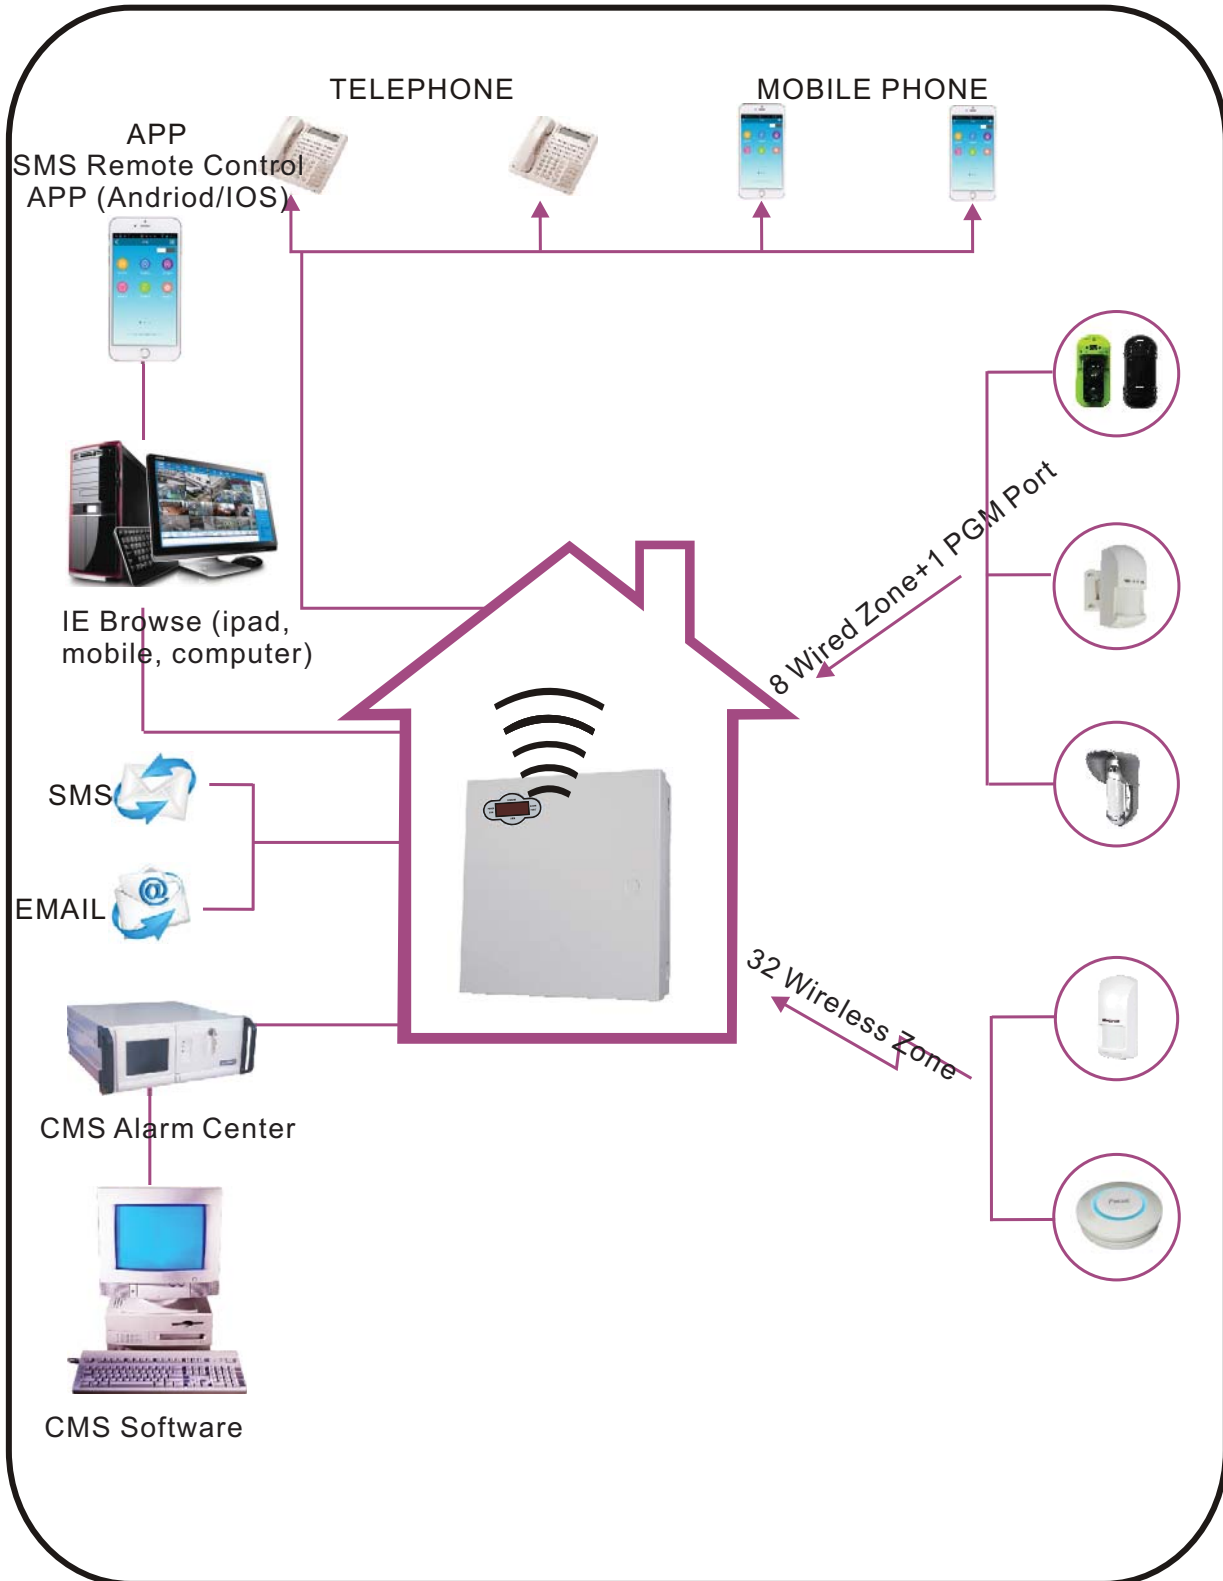 TELEPHONE
MOBILE PHONE
APP
SMS Remote Control
APP (Andriod/IOS)
8 Wired Zone+1 PGM Port
IE Browse (ipad,
mobile, computer)
SMS
EMAIL
32 Wireless Zone
CMS Alarm Center
CMS Software